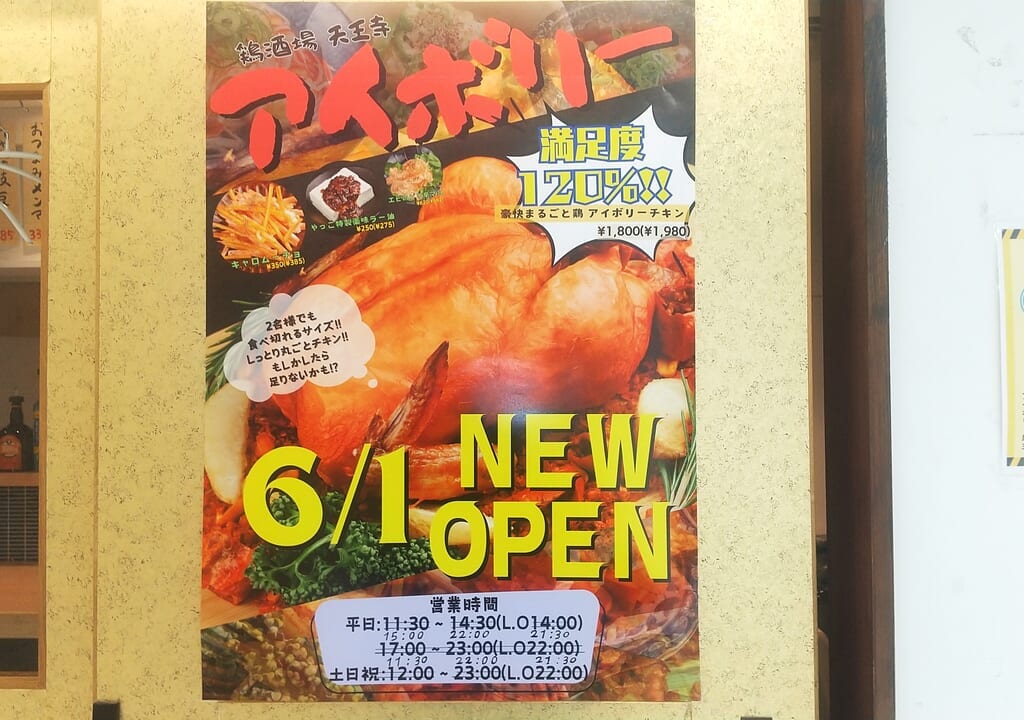 鶏酒場 天王寺
アイボリー
満足度
120%!!
豪快まるごと鶏 アイボリーチキン
¥1,800(¥1,980)
¥250(¥275)
¥350(¥385)
2名様でも
食べ切れるサイズ!!
しっとり丸ごとチキン!!
もしかしたら
足りないかも!?
6/1 NEW
OPEN
営業時間
平日:11:30 ~ 14:30(L.O14:00)
15:00 22:00 21:30
17:00 ~ 23:00(L.O22:00)
11:30 22:00 21:30
土日祝:12:00 ~ 23:00(L.O22:00)